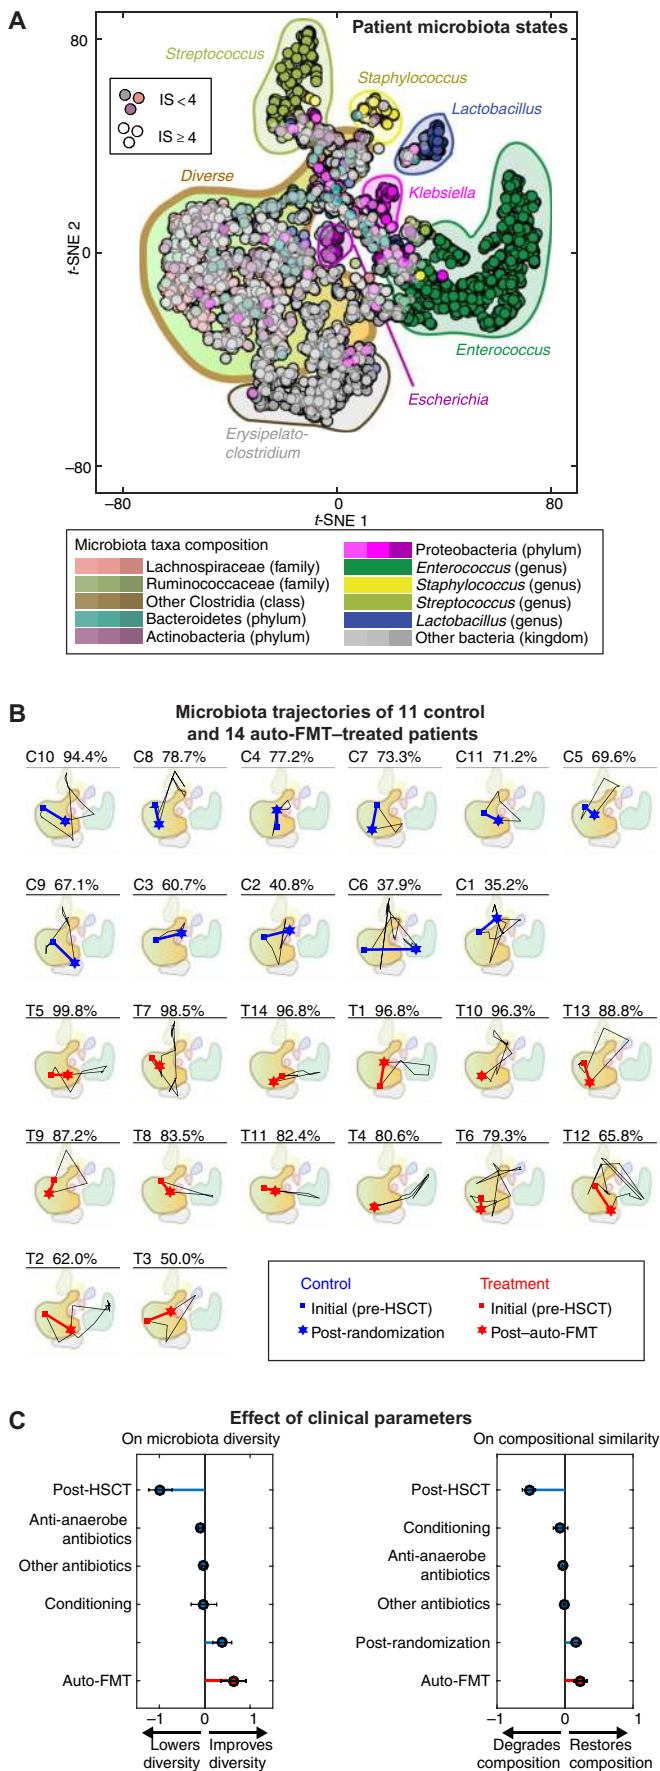 A
Patient microbiota states
80
Streptococcus
Staphylococcus
Lactobacillus
IS < 4
IS ≥ 4
Diverse
Klebsiella
t-SNE 2
0
Enterococcus
Escherichia
Erysipelato-
clostridium
−80
−80
0
80
t-SNE 1
Microbiota taxa composition
Lachnospiraceae (family)
Ruminococcaceae (family)
Other Clostridia (class)
Bacteroidetes (phylum)
Actinobacteria (phylum)
Proteobacteria (phylum)
Enterococcus (genus)
Staphylococcus (genus)
Streptococcus (genus)
Lactobacillus (genus)
Other bacteria (kingdom)
B
Microbiota trajectories of 11 control
and 14 auto-FMT–treated patients
C10 94.4%
C8 78.7%
C4 77.2%
C7 73.3%
C11 71.2%
C5 69.6%
C9 67.1%
C3 60.7%
C2 40.8%
C6 37.9%
C1 35.2%
T5 99.8%
T7 98.5%
T14 96.8%
T1 96.8%
T10 96.3%
T13 88.8%
T9 87.2%
T8 83.5%
T11 82.4%
T4 80.6%
T6 79.3%
T12 65.8%
T2 62.0%
T3 50.0%
Control
Initial (pre-HSCT)
Post-randomization
Treatment
Initial (pre-HSCT)
Post–auto-FMT
C
Effect of clinical parameters
On microbiota diversity
Post-HSCT
Anti-anaerobe
antibiotics
Other antibiotics
Conditioning
Auto-FMT
−1
0
1
Lowers
diversity
Improves
diversity
On compositional similarity
Post-HSCT
Conditioning
Anti-anaerobe
antibiotics
Other antibiotics
Post-randomization
Auto-FMT
−1
0
1
Degrades
composition
Restores
composition